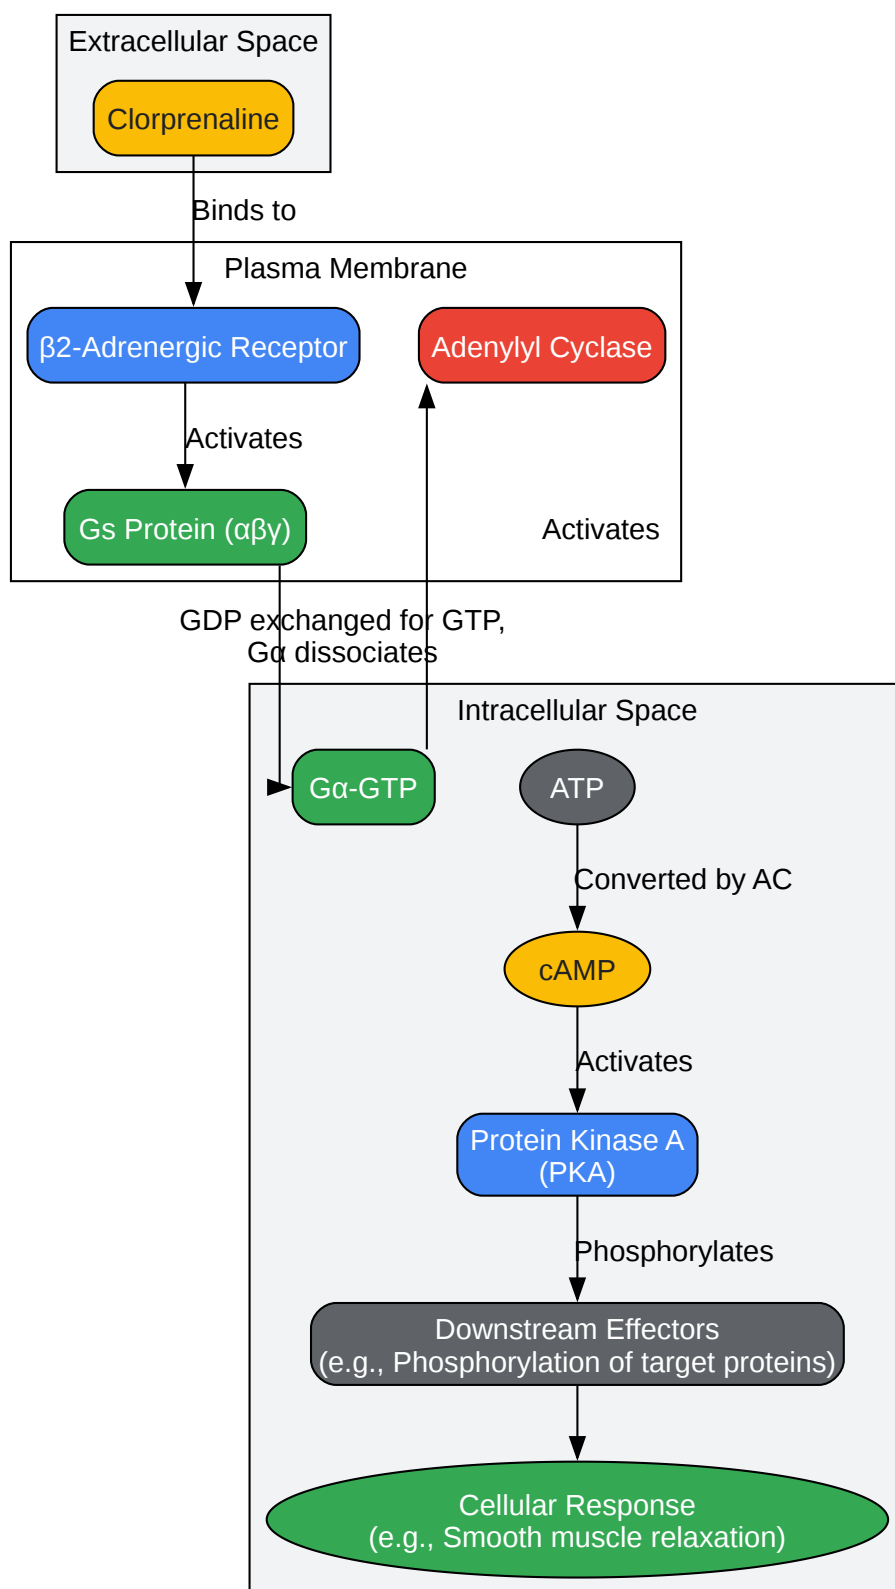 Extracellular Space
Clorprenaline
Binds to
Plasma Membrane
β2-Adrenergic Receptor
Adenylyl Cyclase
Activates
Gs Protein (αβγ)
Activates
GDP exchanged for GTP,
Gα dissociates
Intracellular Space
Gα-GTP
ATP
Converted by AC
cAMP
Activates
Protein Kinase A
(PKA)
Phosphorylates
Downstream Effectors
(e.g., Phosphorylation of target proteins)
Cellular Response
(e.g., Smooth muscle relaxation)